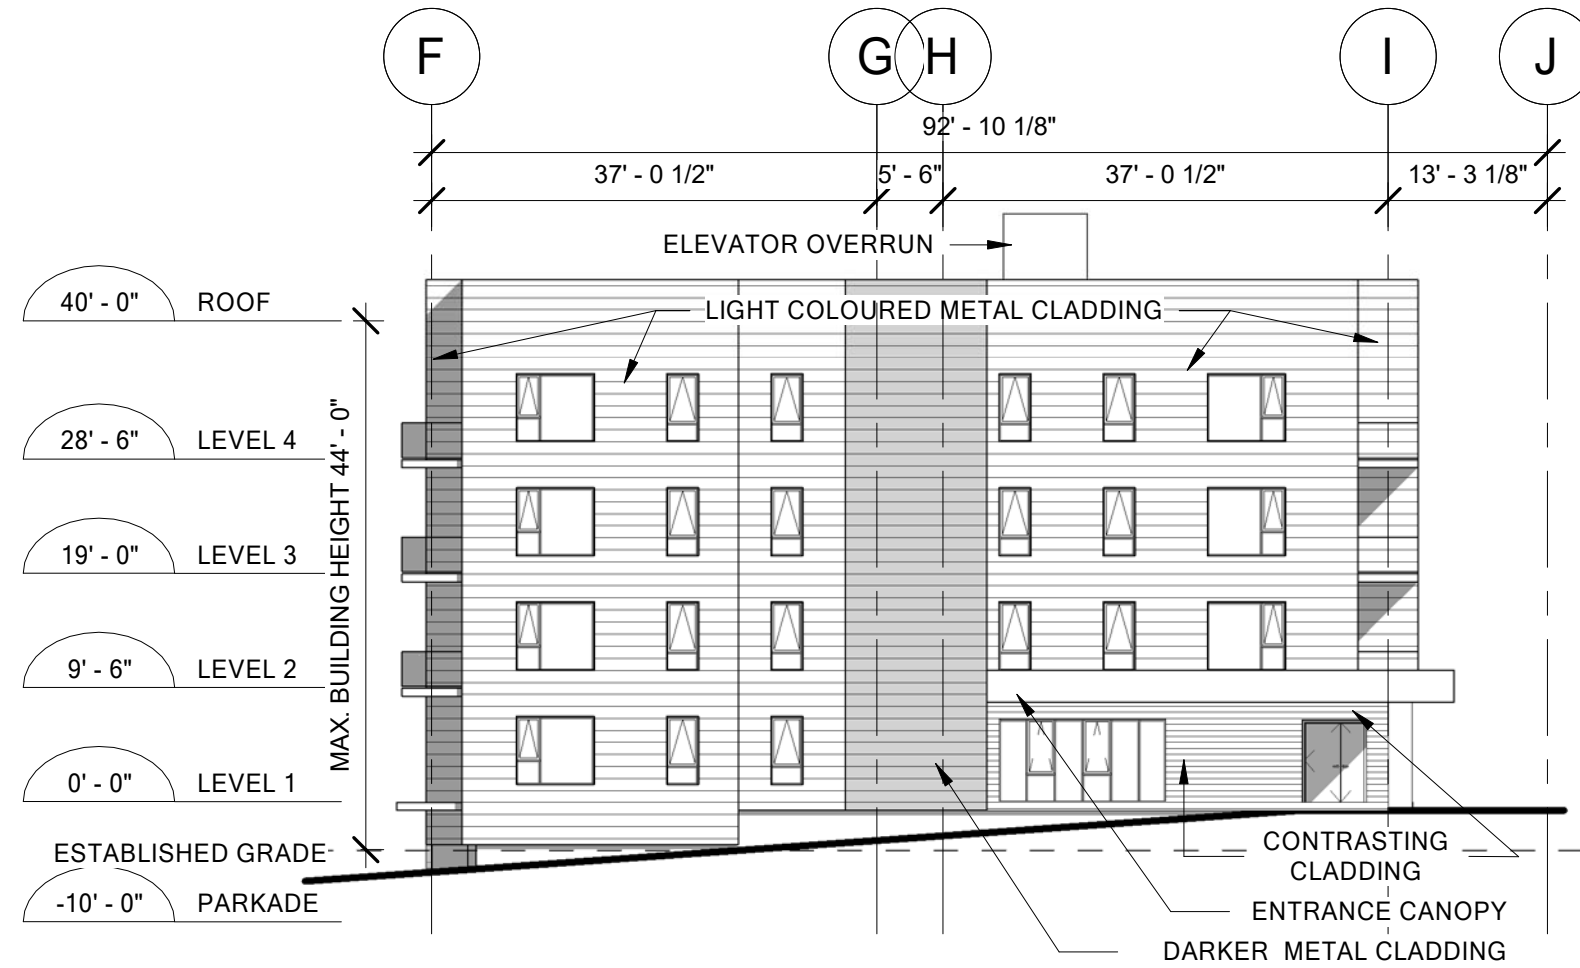 F G H I J
92' - 10 1/8"
37' - 0 1/2" 5' - 6" 37' - 0 1/2" 13' - 3 1/8"
ELEVATOR OVERRUN
40' - 0" ROOF
LIGHT COLOURED METAL CLADDING
28' - 6" LEVEL 4
MAX. BUILDING HEIGHT 44' - 0"
19' - 0" LEVEL 3
9' - 6" LEVEL 2
0' - 0" LEVEL 1
ESTABLISHED GRADE
CONTRASTING
CLADDING
-10' - 0" PARKADE
ENTRANCE CANOPY
DARKER METAL CLADDING